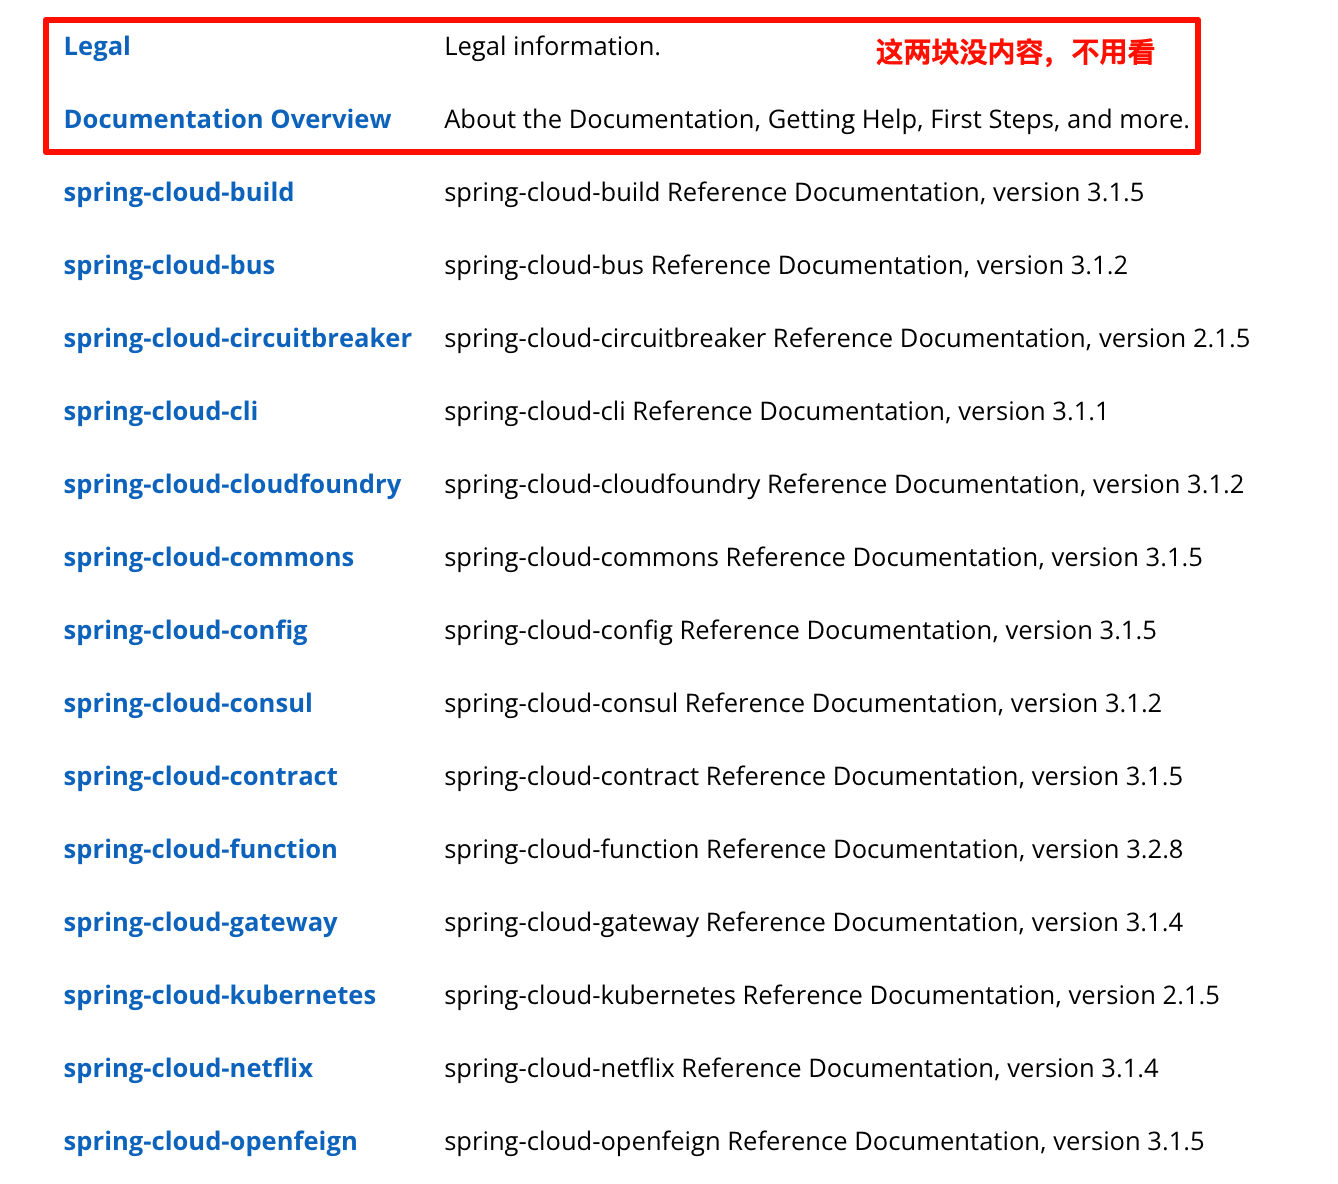 Legal Legal information. 这两块没内容，不用看
Documentation Overview About the Documentation, Getting Help, First Steps, and more.
spring-cloud-build spring-cloud-build Reference Documentation, version 3.1.5
spring-cloud-bus spring-cloud-bus Reference Documentation, version 3.1.2
spring-cloud-circuitbreaker spring-cloud-circuitbreaker Reference Documentation, version 2.1.5
spring-cloud-cli spring-cloud-cli Reference Documentation, version 3.1.1
spring-cloud-cloudfoundry spring-cloud-cloudfoundry Reference Documentation, version 3.1.2
spring-cloud-commons spring-cloud-commons Reference Documentation, version 3.1.5
spring-cloud-config spring-cloud-config Reference Documentation, version 3.1.5
spring-cloud-consul spring-cloud-consul Reference Documentation, version 3.1.2
spring-cloud-contract spring-cloud-contract Reference Documentation, version 3.1.5
spring-cloud-function spring-cloud-function Reference Documentation, version 3.2.8
spring-cloud-gateway spring-cloud-gateway Reference Documentation, version 3.1.4
spring-cloud-kubernetes spring-cloud-kubernetes Reference Documentation, version 2.1.5
spring-cloud-netflix spring-cloud-netflix Reference Documentation, version 3.1.4
spring-cloud-openfeign spring-cloud-openfeign Reference Documentation, version 3.1.5